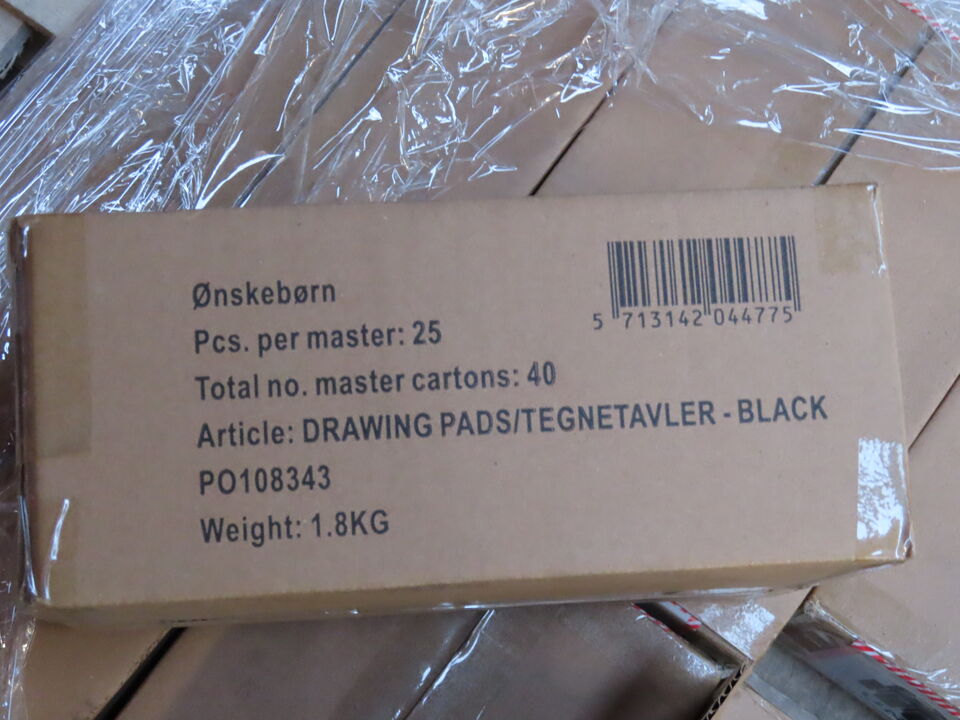 Ønskebørn
Pcs. per master: 25
Total no. master cartons: 40
Article: DRAWING PADS/TEGNETAVLER - BLACK
PO108343
Weight: 1.8KG
5 713142 044775